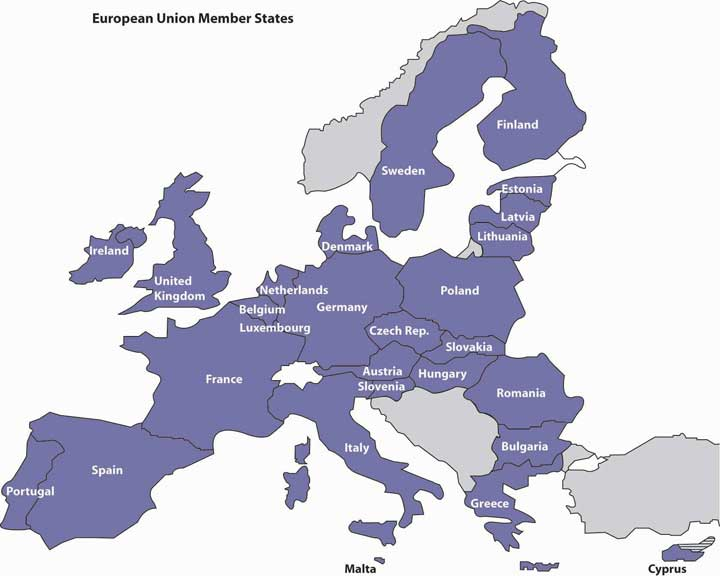 European Union Member States
Finland
Sweden
Estonia
Latvia
Lithuania
Denmark
Ireland
United
Kingdom
Netherlands
Belgium
Luxembourg
Germany
Poland
Czech Rep.
Slovakia
Austria
Hungary
Slovenia
France
Romania
Bulgaria
Italy
Spain
Portugal
Greece
Malta
Cyprus